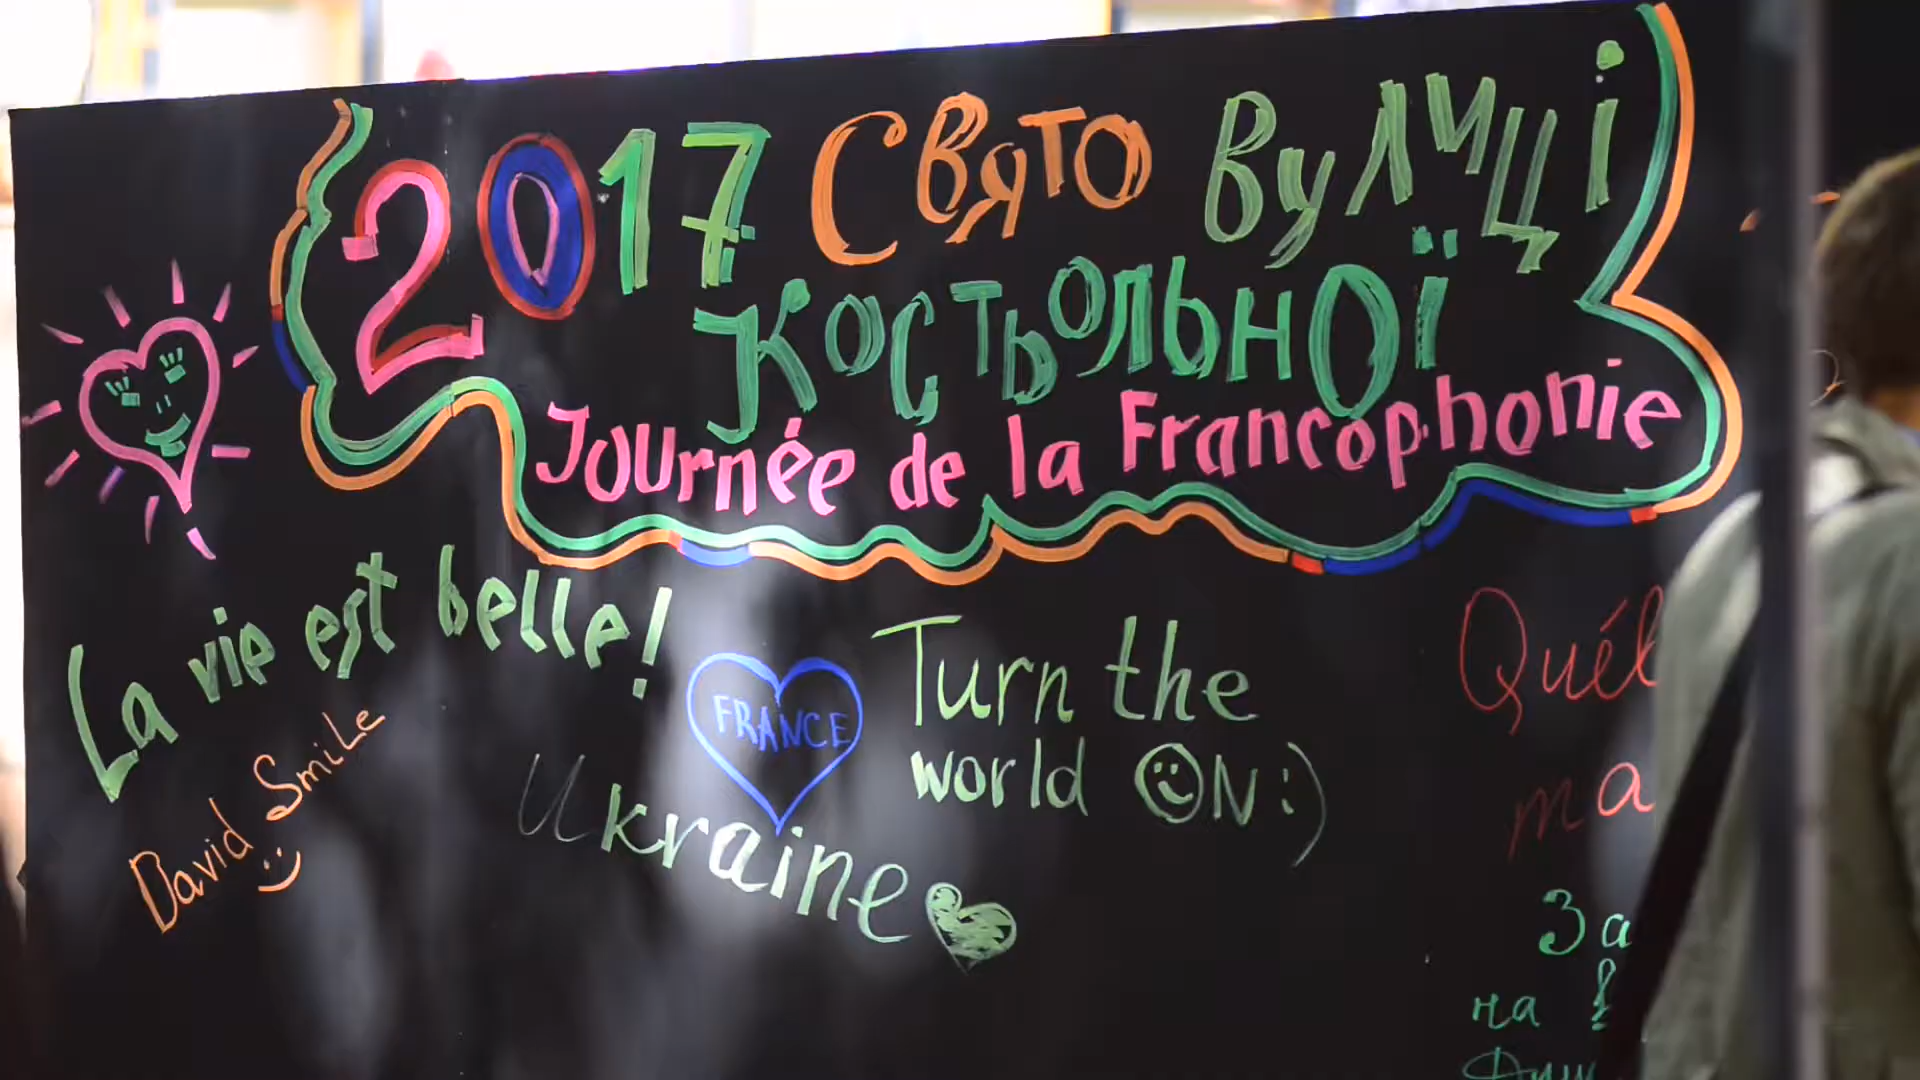 2017 Свято вулиці
Костьольної
Journée de la Francophonie
La vie est belle!
David Smile
FRANCE
Ukraine
Turn the
world ON :)
на